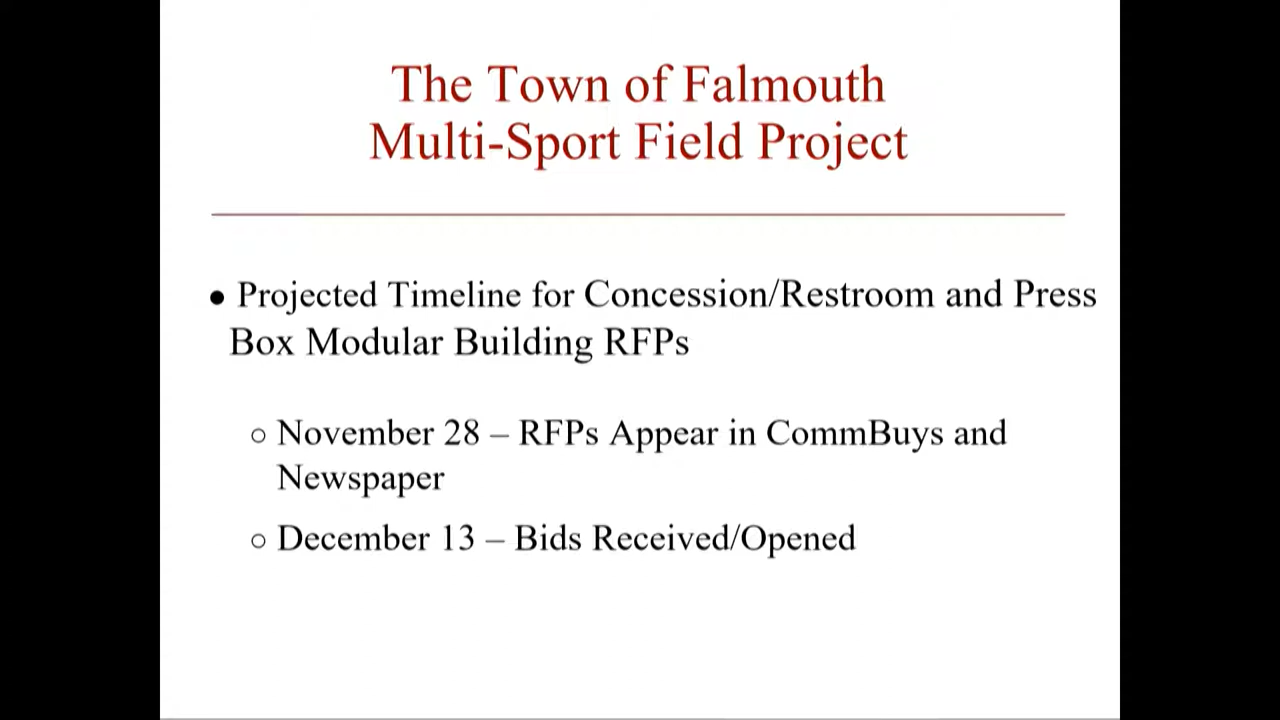 The Town of Falmouth
Multi-Sport Field Project
● Projected Timeline for Concession/Restroom and Press
Box Modular Building RFPs
○ November 28 – RFPs Appear in CommBuys and
Newspaper
○ December 13 – Bids Received/Opened